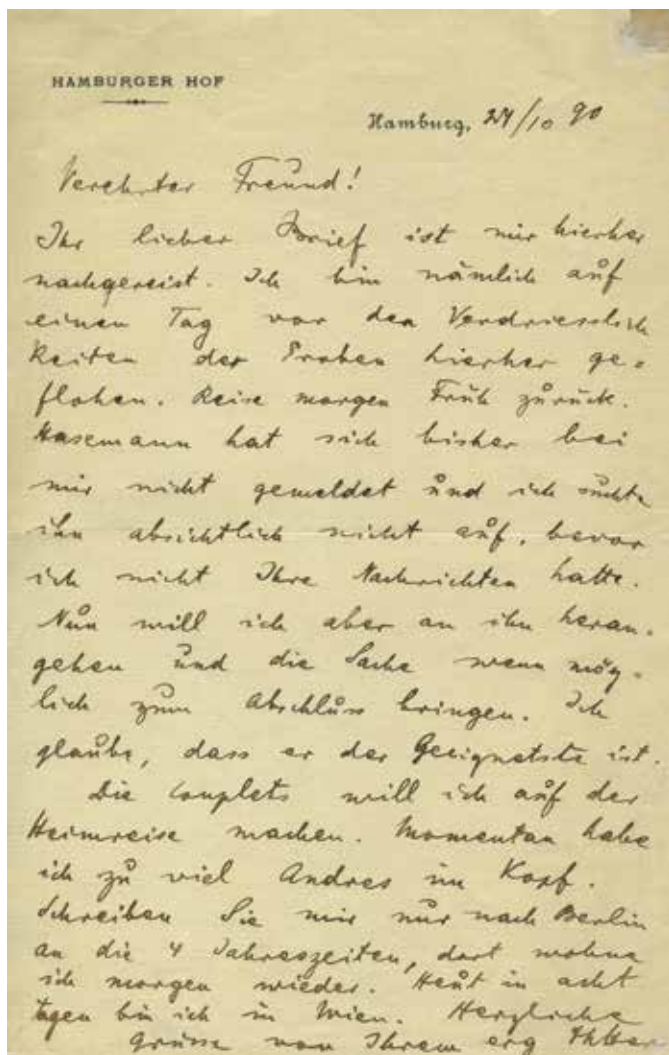 HAMBURGER HOF
Hamburg, 24/10 90
Verehrter Freund!
Ihr lieber Brief ist mir hierher
nachgereist. Ich bin nämlich auf
einen Tag vor den Verdriesslich
keiten der Proben hierher ge-
flohen. Reise morgen Früh zurück.
Hasemann hat sich bisher bei
mir nicht gemeldet und ich suchte
ihn absichtlich nicht auf, bevor
ich nicht Ihre Nachrichten hatte.
Nun will ich aber an ihn heran-
gehen und die Sache wenn mög-
lich zum Abschluss bringen. Ich
glaube, dass er der Geeignetste ist.
Die Couplets will ich auf der
Heimreise machen. Momentan habe
ich zu viel Andres im Kopf.
Schreiben Sie mir nur nach Berlin
an die 4 Jahreszeiten, dort wohne
ich morgen wieder. Heut in acht
Tagen bin ich in Wien. Herzliche
Grüsse von Ihrem erg